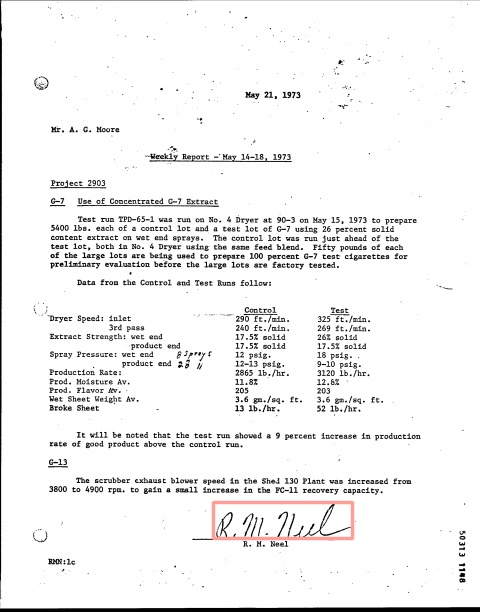 May 21, 1973
Mr. A. G. Moore
Weekly Report - May 14-18, 1973
Project 2903
G-7 Use of Concentrated G-7 Extract
Test run TPD-65-1 was run on No. 4 Dryer at 90-3 on May 15, 1973 to prepare
5400 lbs. each of a control lot and a test lot of G-7 using 26 percent solid
content extract on wet end sprays. The control lot was run just ahead of the
test lot, both in No. 4 Dryer using the same feed blend. Fifty pounds of each
of the large lots are being used to prepare 100 percent G-7 test cigarettes for
preliminary evaluation before the large lots are factory tested.
Data from the Control and Test Runs follow:
Control Test
Dryer Speed: inlet 290 ft./min. 325 ft./min.
3rd pass 240 ft./min. 269 ft./min.
Extract Strength: wet end 17.5% solid 26% solid
product end 17.5% solid 17.5% solid
Spray Pressure: wet end 8 sprays 12 psig. 18 psig.
product end 28 " 12-13 psig. 9-10 psig.
Production Rate: 2865 lb./hr. 3120 lb./hr.
Prod. Moisture Av. 11.8% 12.6%
Prod. Flavor Av. 205 203
Wet Sheet Weight Av. 3.6 gm./sq. ft. 3.6 gm./sq. ft.
Broke Sheet 13 lb./hr. 52 lb./hr.
It will be noted that the test run showed a 9 percent increase in production
rate of good product above the control run.
G-13
The scrubber exhaust blower speed in the Shed 130 Plant was increased from
3800 to 4900 rpm. to gain a small increase in the FC-11 recovery capacity.
R. M. Neel
R. M. Neel
RMN:lc
50313 1148